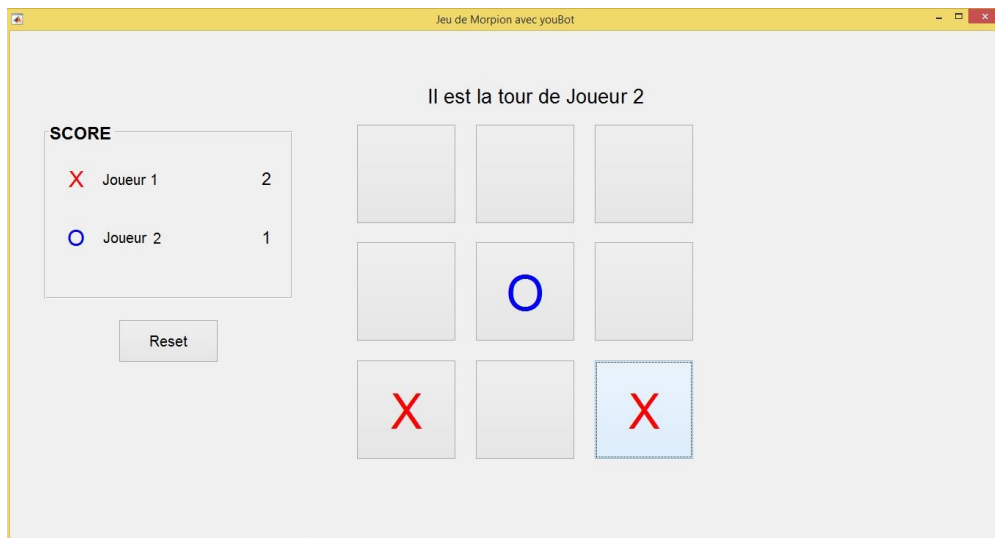 Jeu de Morpion avec youBot
Il est la tour de Joueur 2
SCORE
X Joueur 1 2
O Joueur 2 1
Reset
O
X X